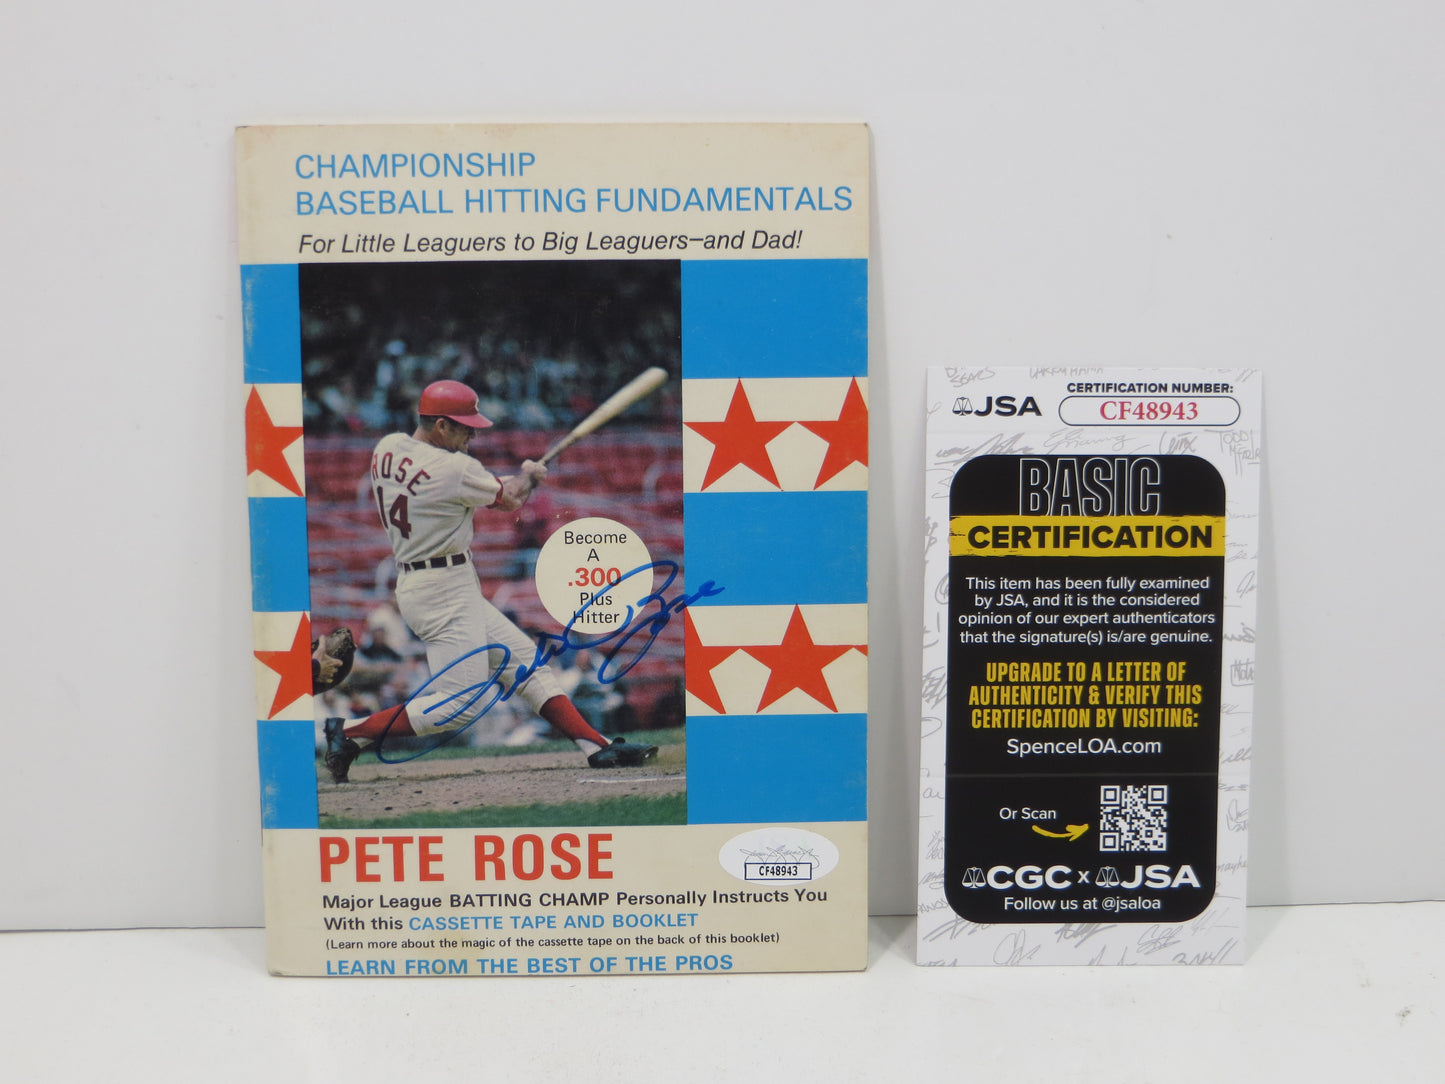 CHAMPIONSHIP
BASEBALL HITTING FUNDAMENTALS
For Little Leaguers to Big Leaguers—and Dad!
ROSE
14
Become
A
.300
Plus
Hitter
Pete Rose
PETE ROSE
CF48943
Major League BATTING CHAMP Personally Instructs You
With this CASSETTE TAPE AND BOOKLET
(Learn more about the magic of the cassette tape on the back of this booklet)
LEARN FROM THE BEST OF THE PROS
JSA
CERTIFICATION NUMBER:
CF48943
BASIC
CERTIFICATION
This item has been fully examined
by JSA, and it is the considered
opinion of our expert authenticators
that the signature(s) is/are genuine.
UPGRADE TO A LETTER OF
AUTHENTICITY & VERIFY THIS
CERTIFICATION BY VISITING:
SpenceLOA.com
Or Scan
CGC x JSA
Follow us at @jsaloa